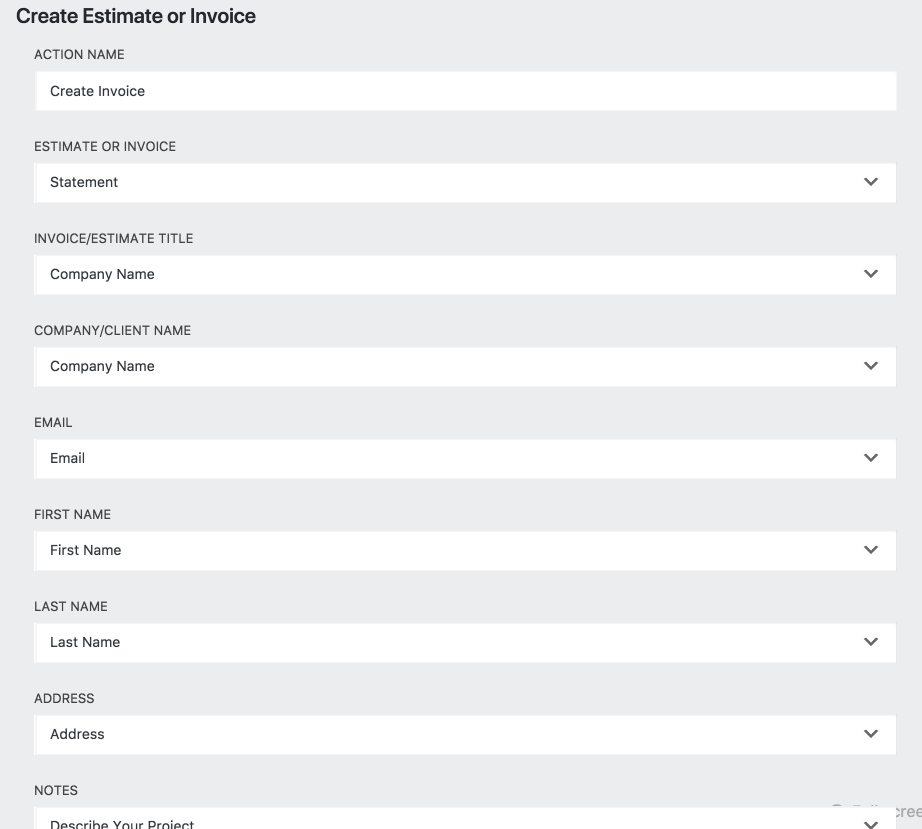 Create Estimate or Invoice
ACTION NAME
Create Invoice
ESTIMATE OR INVOICE
Statement
INVOICE/ESTIMATE TITLE
Company Name
COMPANY/CLIENT NAME
Company Name
EMAIL
Email
FIRST NAME
First Name
LAST NAME
Last Name
ADDRESS
Address
NOTES
Describe Your Project